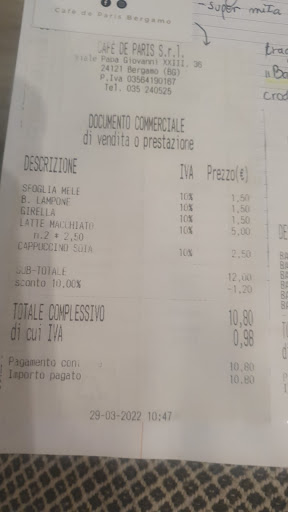 Cafe de Paris Bergamo
-super mita
CAFE DE PARIS S.r.l.
Viale Papa Giovanni XXIII, 36
24121 Bergamo (BG)
P.Iva 03564190167
Tel. 035 240525
DOCUMENTO COMMERCIALE
di vendita o prestazione
DESCRIZIONE IVA Prezzo(€)
SFOGLIA MELE 10% 1,50
B. LAMPONE 10% 1,50
GIRELLA 10% 1,50
LATTE MACCHIATO 10% 5,00
n.2 * 2,50
CAPPUCCINO SOIA 10% 2,50
SUB-TOTALE 12,00
sconto 10,00% -1,20
TOTALE COMPLESSIVO 10,80
di cui IVA 0,98
Pagamento con: 10,80
Importo pagato 10,80
29-03-2022 10:47